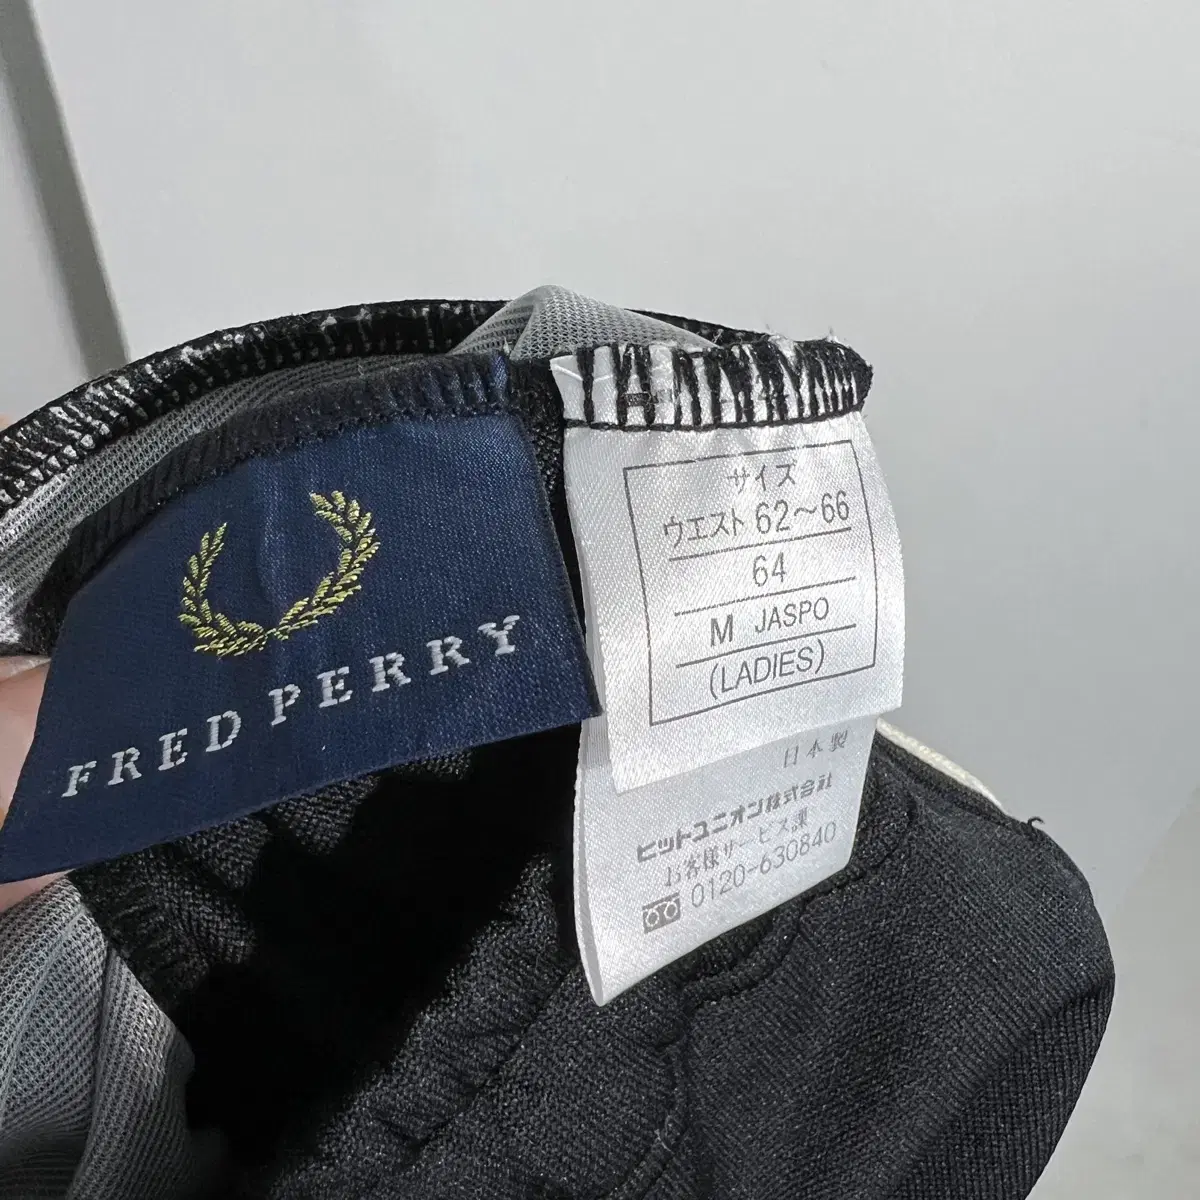 FRED PERRY
サイズ
ウエスト 62〜66
64
M JASPO
(LADIES)
日本製
ヒットユニオン株式会社
お客様サービス課
0120-630840